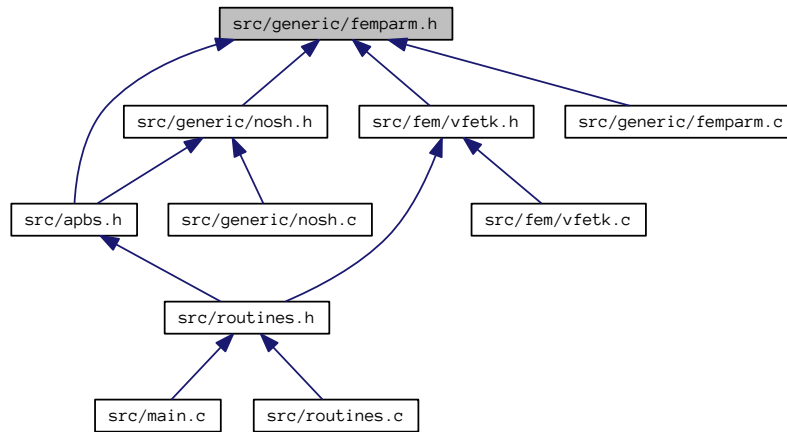 src/generic/femparm.h
src/generic/nosh.h
src/fem/vfetk.h
src/generic/femparm.c
src/apbs.h
src/generic/nosh.c
src/fem/vfetk.c
src/routines.h
src/main.c
src/routines.c